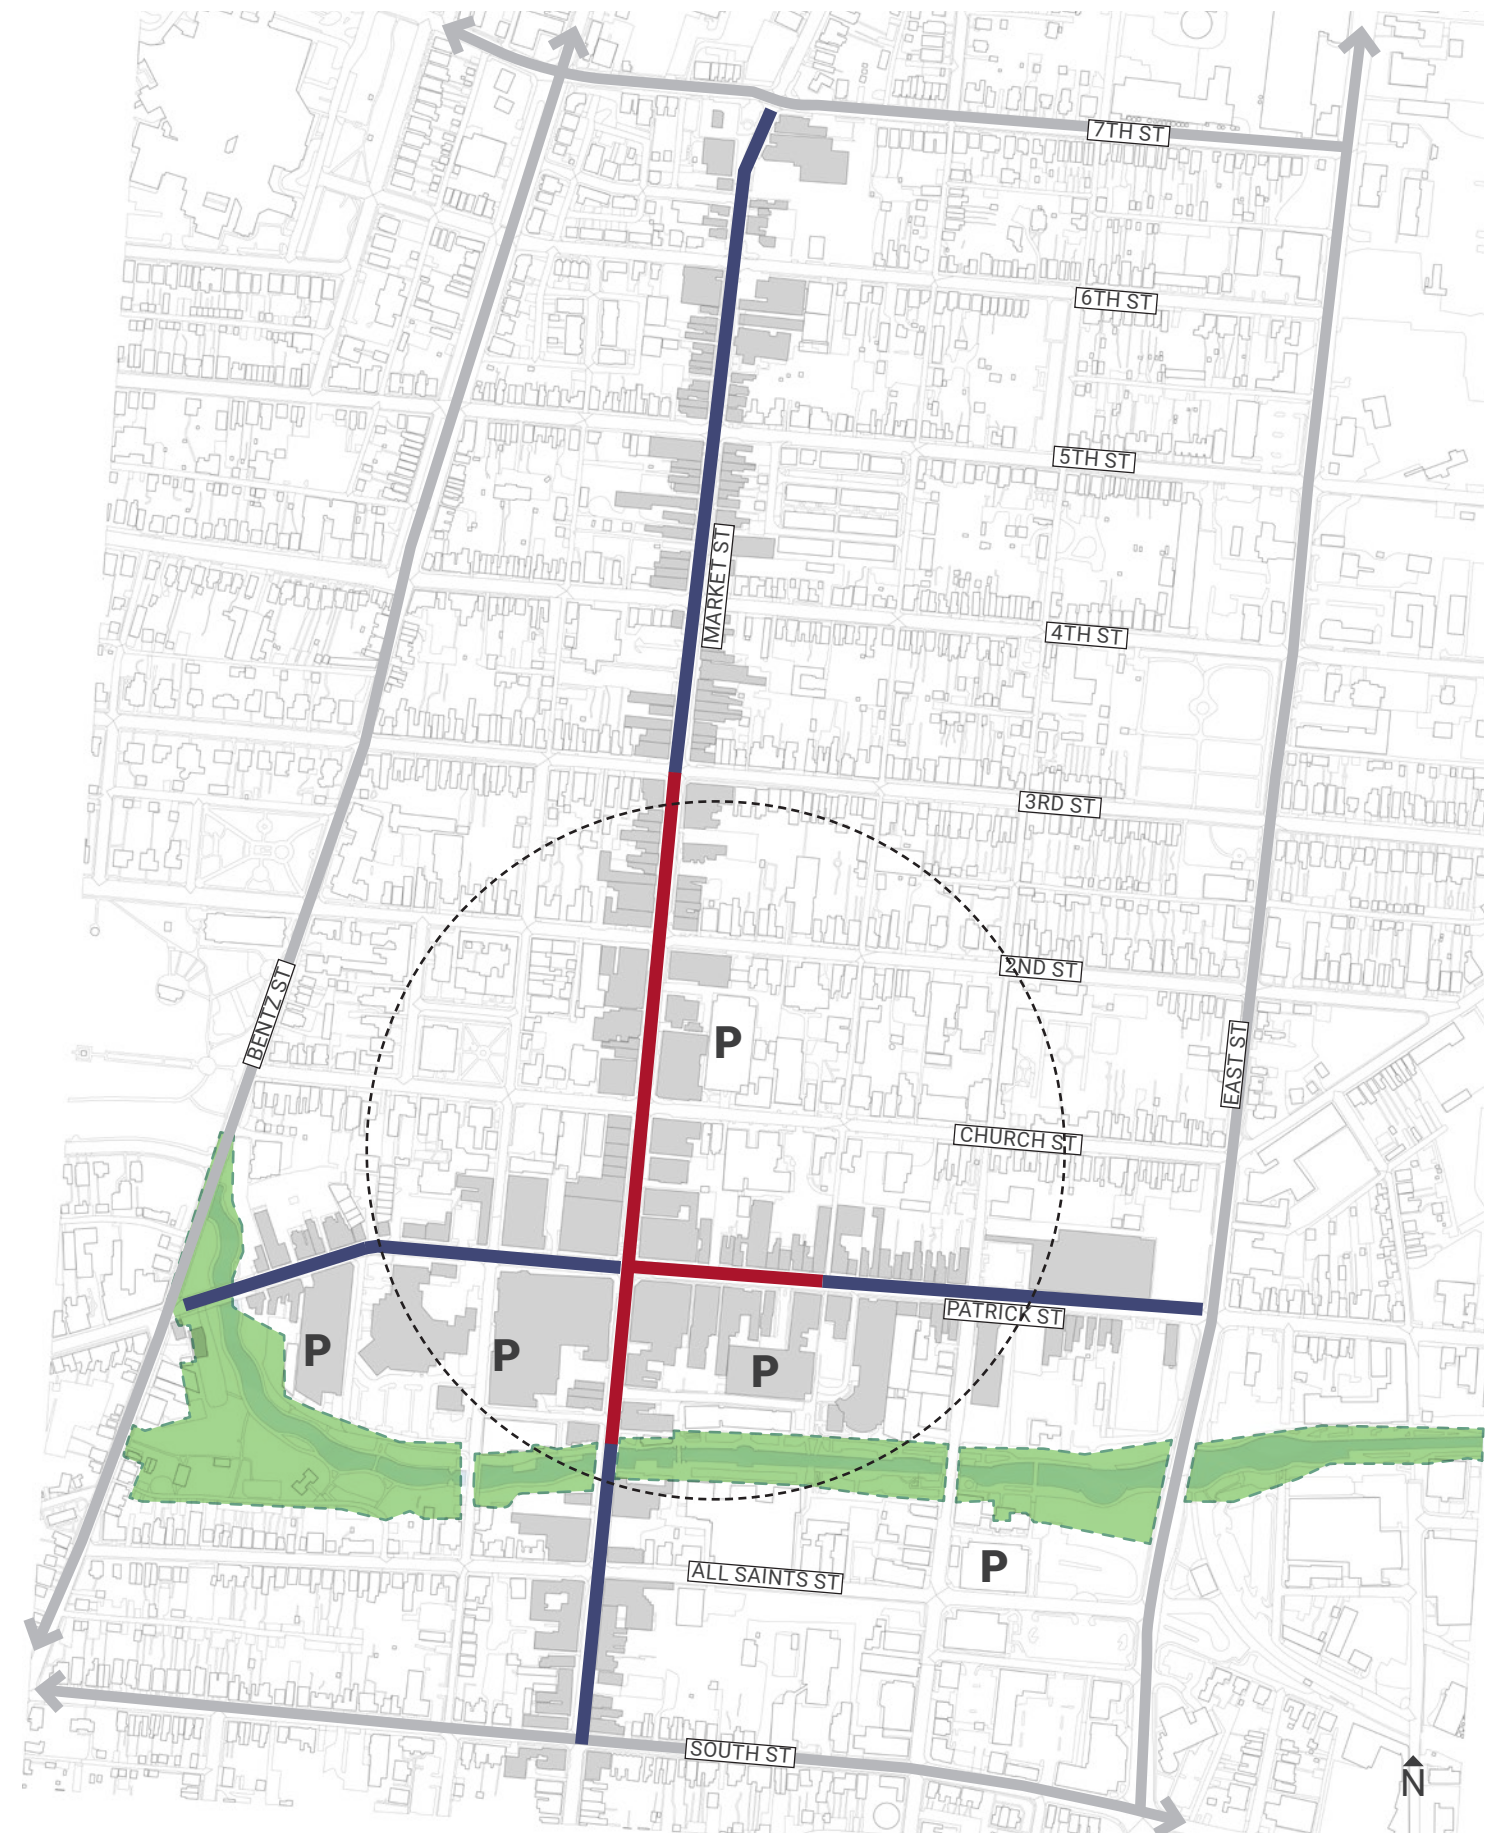 7TH ST
6TH ST
5TH ST
MARKET ST
4TH ST
3RD ST
2ND ST
BENTZ ST
P
EAST ST
CHURCH ST
PATRICK ST
P
P
P
P
ALL SAINTS ST
SOUTH ST
N